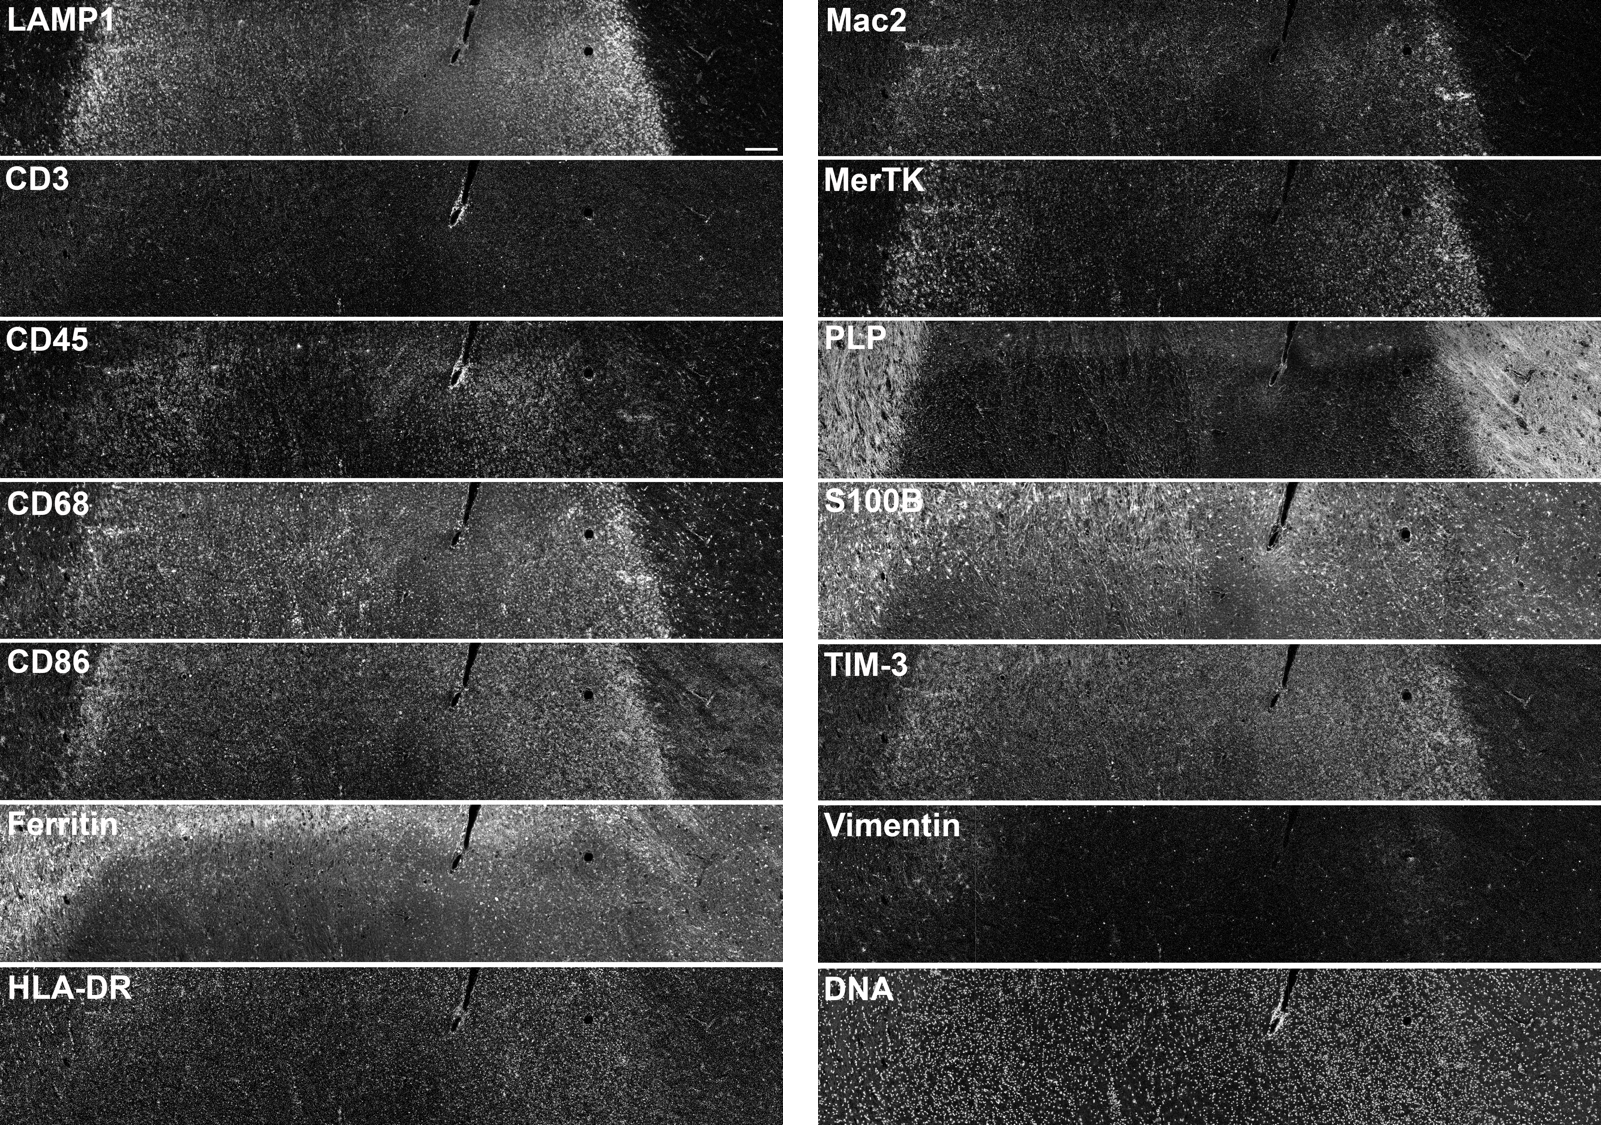 LAMP1
CD3
CD45
CD68
CD86
Ferritin
HLA-DR
Mac2
MerTK
PLP
S100B
TIM-3
Vimentin
DNA